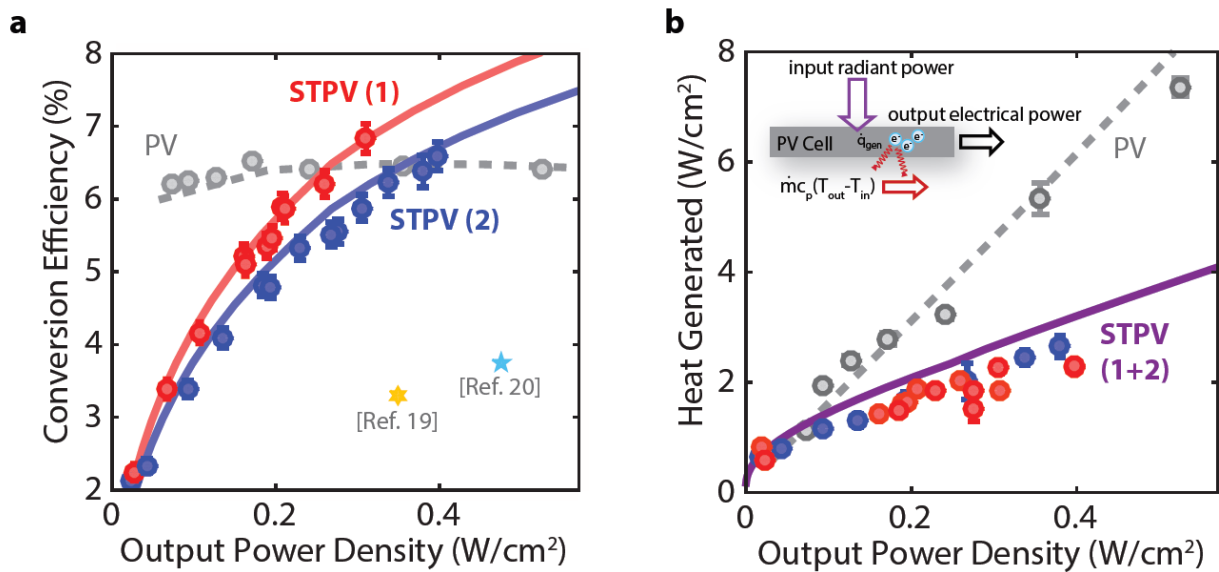 a
Conversion Efficiency (%)
8
7
6
5
4
3
2
0.2
0.4
Output Power Density (W/cm²)
PV
STPV (1)
STPV (2)
[Ref. 19]
[Ref. 20]
b
Heat Generated (W/cm²)
8
6
4
2
0
0
0.2
0.4
Output Power Density (W/cm²)
input radiant power
output electrical power
PV Cell
q̇gen
e⁻
e⁻
e⁻
ṁcp(Tout-Tin)
PV
STPV
(1+2)